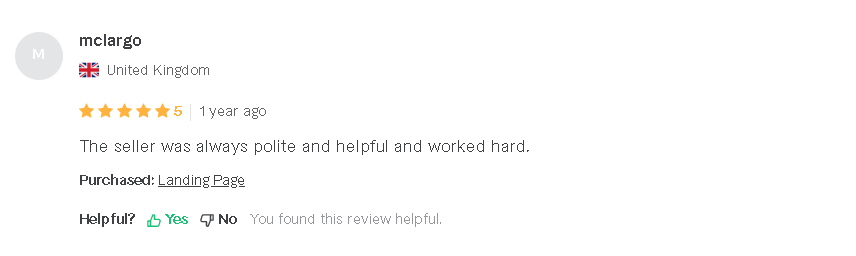 M
mclargo
United Kingdom
5 1 year ago
The seller was always polite and helpful and worked hard.
Purchased: Landing Page
Helpful? Yes No You found this review helpful.